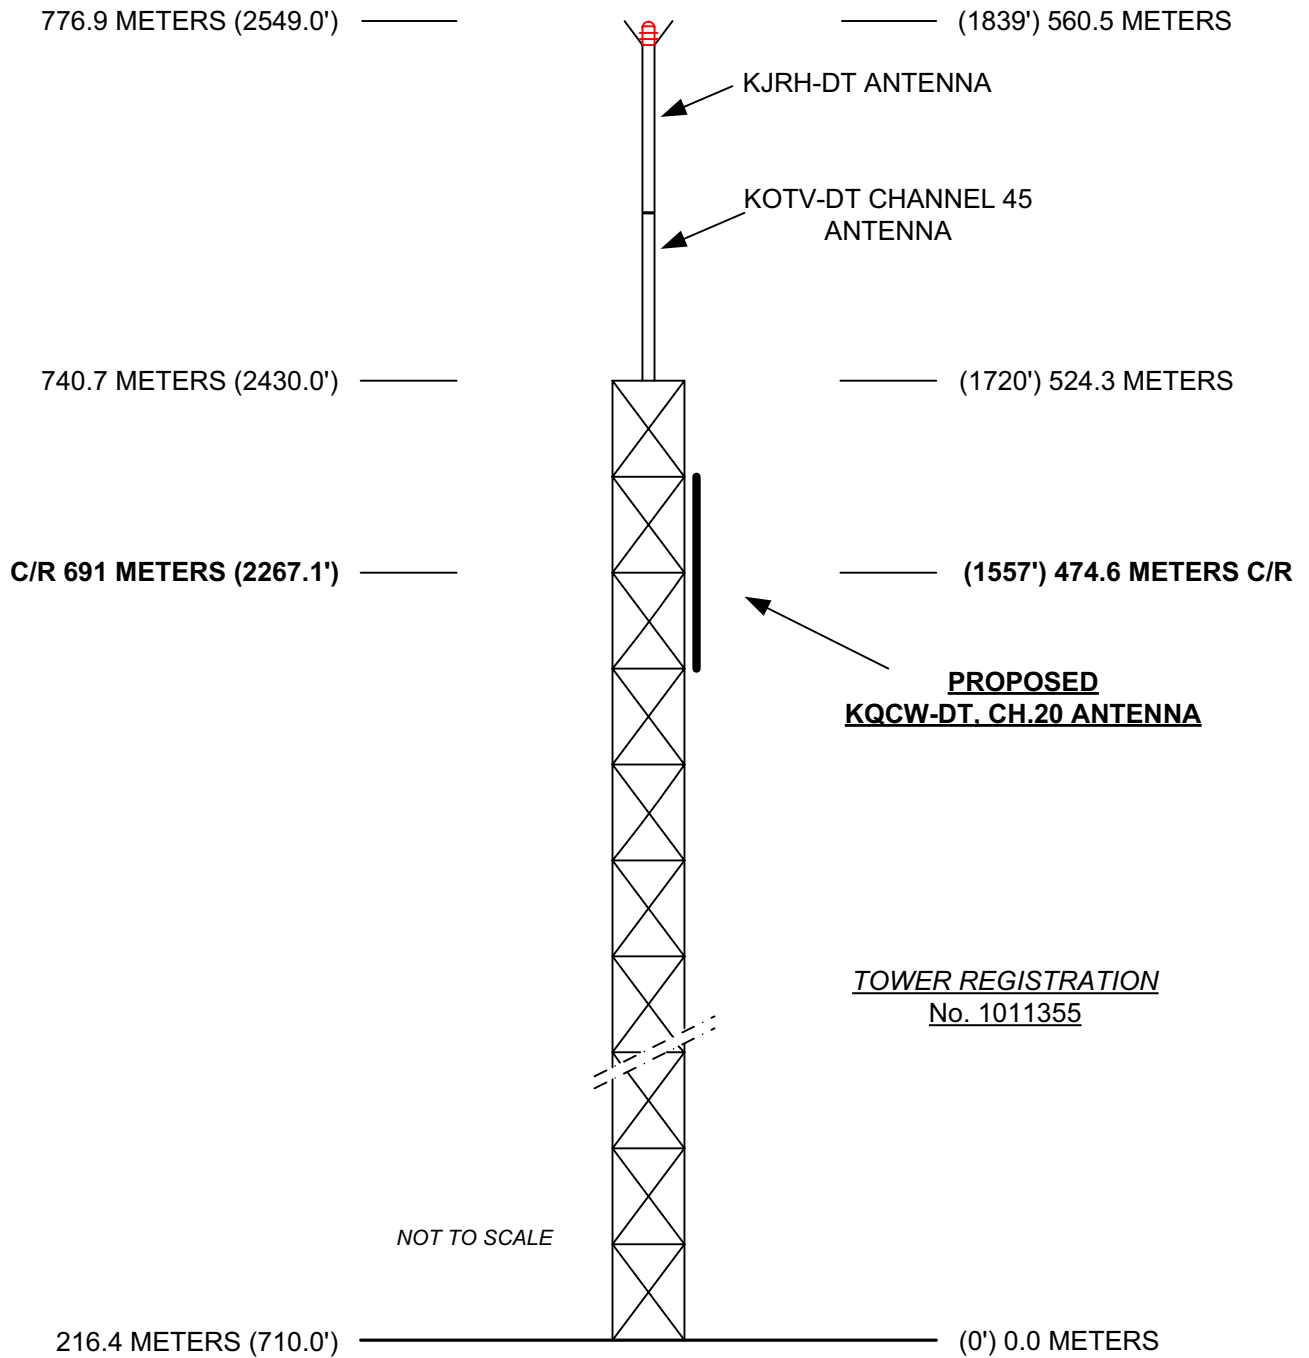 776.9 METERS (2549.0')
(1839') 560.5 METERS
KJRH-DT ANTENNA
KOTV-DT CHANNEL 45
ANTENNA
740.7 METERS (2430.0')
(1720') 524.3 METERS
C/R 691 METERS (2267.1')
(1557') 474.6 METERS C/R
PROPOSED
KQCW-DT, CH.20 ANTENNA
TOWER REGISTRATION
No. 1011355
NOT TO SCALE
216.4 METERS (710.0')
(0') 0.0 METERS